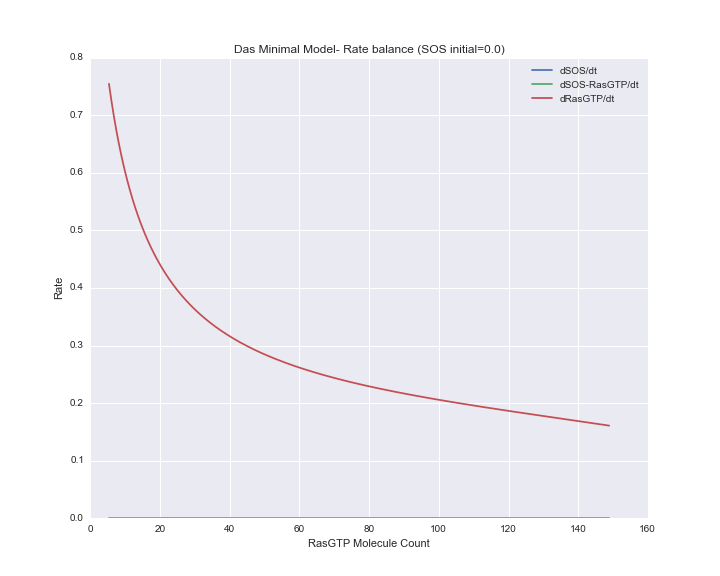 Das Minimal Model- Rate balance (SOS initial=0.0)
dSOS/dt
dSOS-RasGTP/dt
dRasGTP/dt
0.8
0.7
0.6
0.5
0.4
0.3
0.2
0.1
0.0
Rate
0 20 40 60 80 100 120 140 160
RasGTP Molecule Count